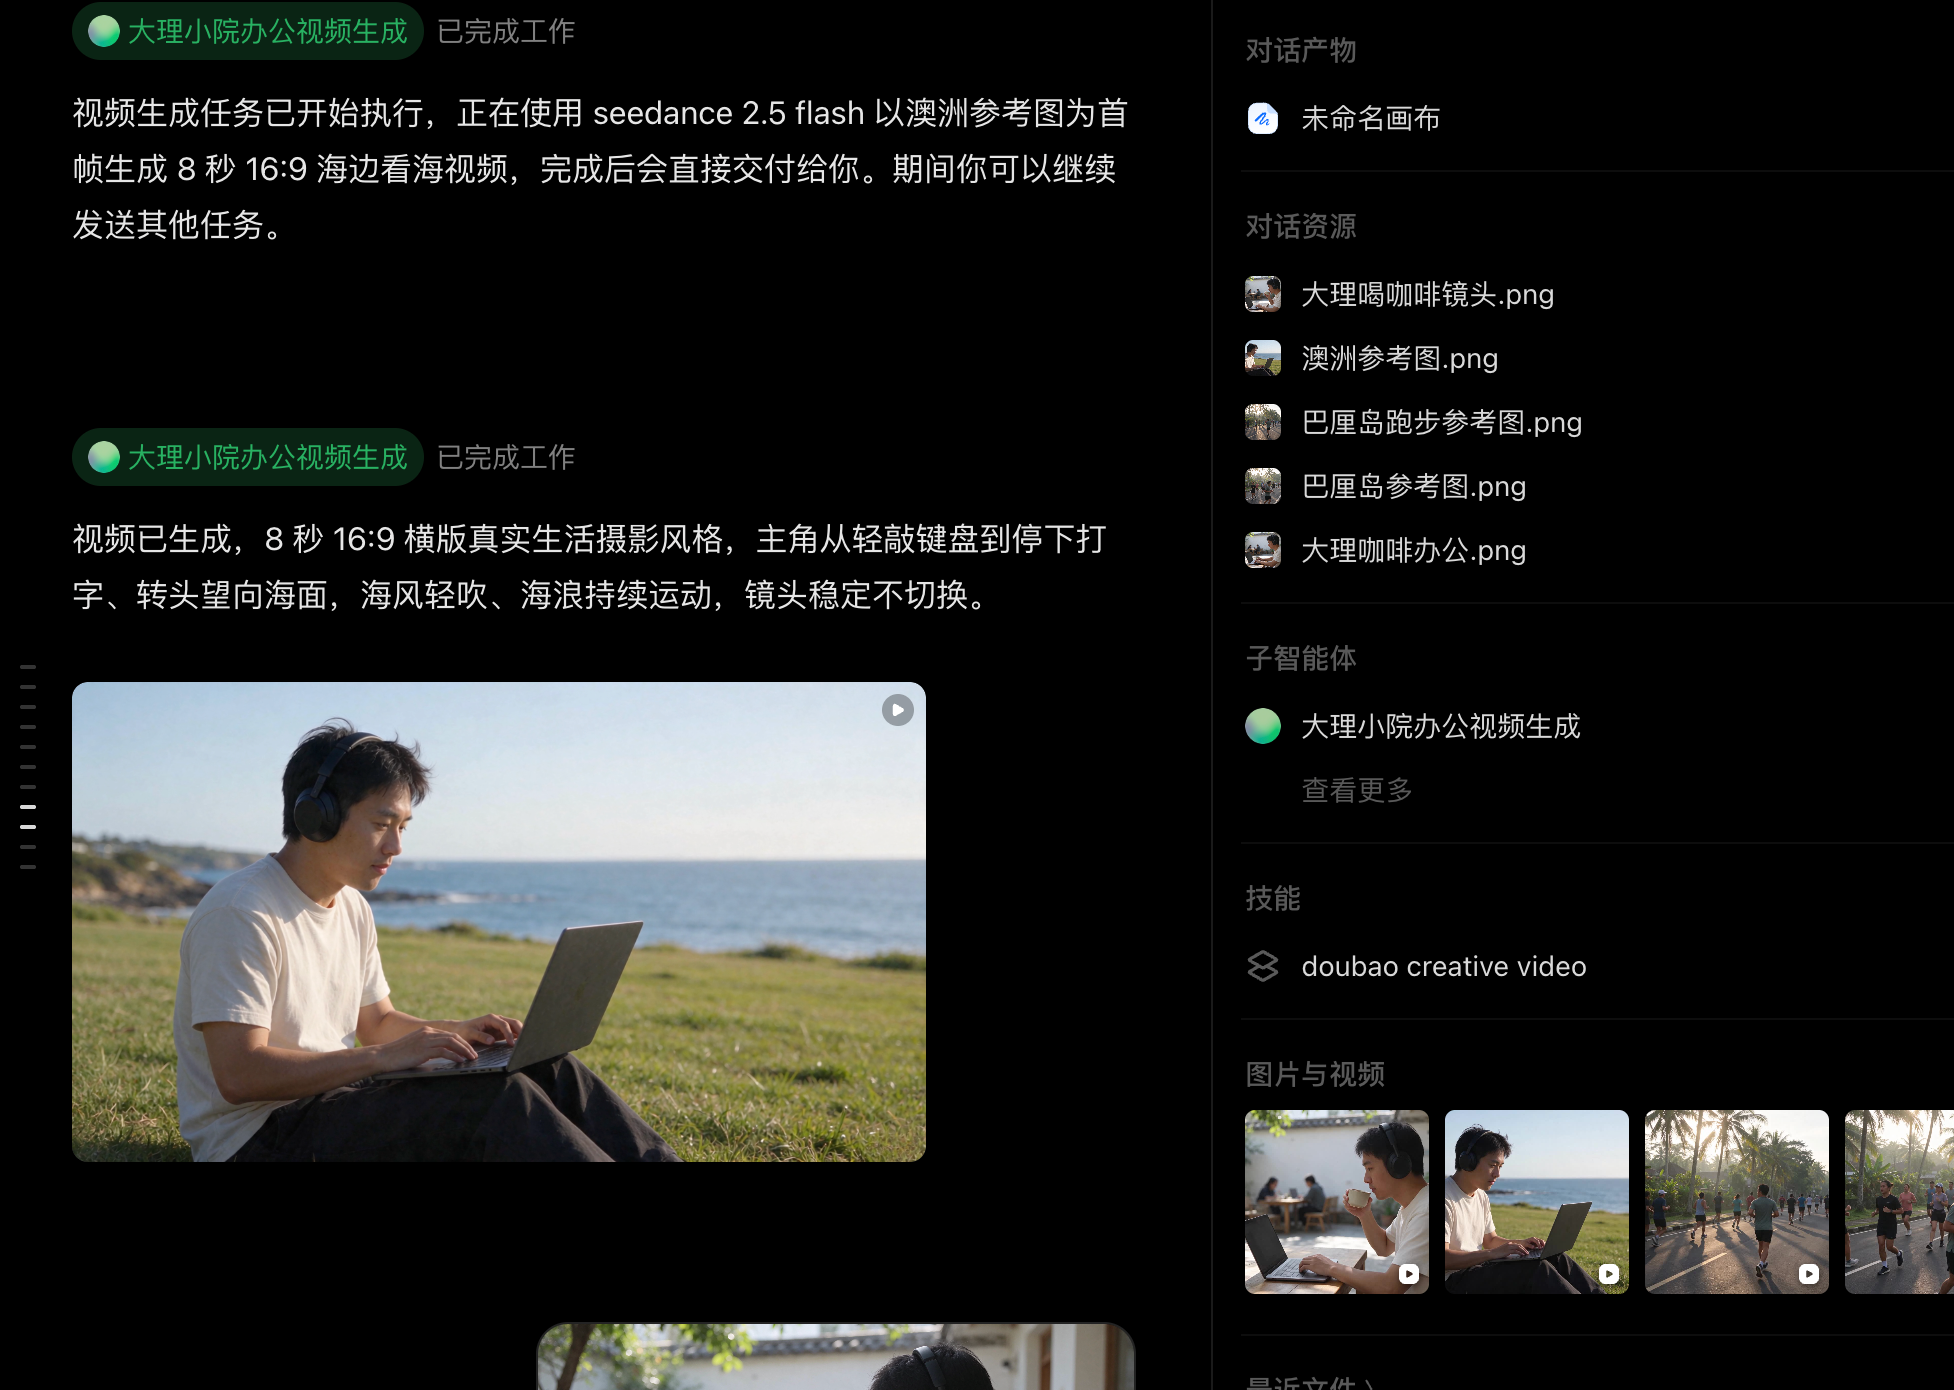 大理小院办公视频生成 已完成工作
视频生成任务已开始执行，正在使用 seedance 2.5 flash 以澳洲参考图为首
帧生成 8 秒 16:9 海边看海视频，完成后会直接交付给你。期间你可以继续
发送其他任务。
大理小院办公视频生成 已完成工作
视频已生成，8 秒 16:9 横版真实生活摄影风格，主角从轻敲键盘到停下打
字、转头望向海面，海风轻吹、海浪持续运动，镜头稳定不切换。
对话产物
未命名画布
对话资源
大理喝咖啡镜头.png
澳洲参考图.png
巴厘岛跑步参考图.png
巴厘岛参考图.png
大理咖啡办公.png
子智能体
大理小院办公视频生成
查看更多
技能
doubao creative video
图片与视频
最近文件